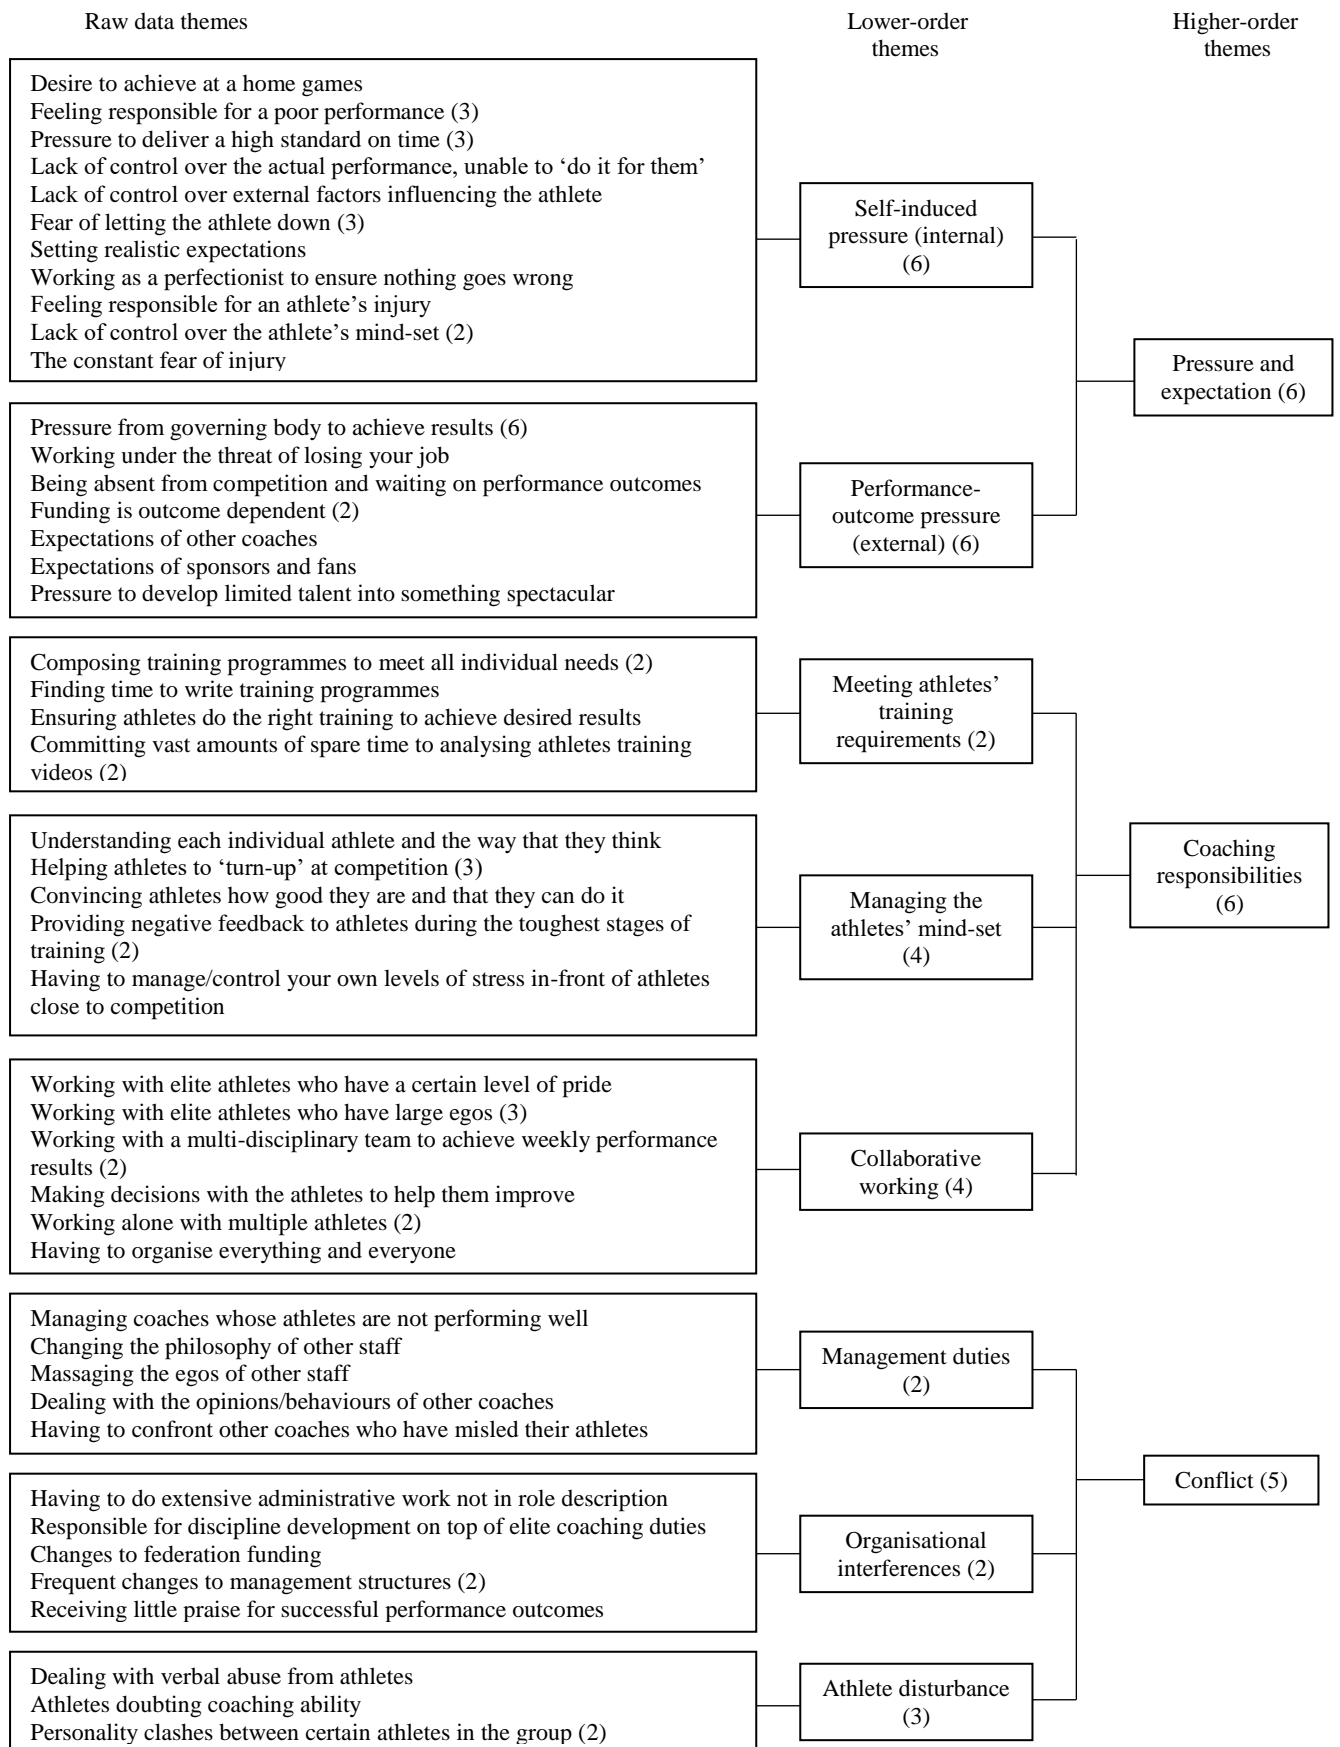 Raw data themes
Lower-order
themes
Higher-order
themes
Desire to achieve at a home games
Feeling responsible for a poor performance (3)
Pressure to deliver a high standard on time (3)
Lack of control over the actual performance, unable to ‘do it for them’
Lack of control over external factors influencing the athlete
Fear of letting the athlete down (3)
Setting realistic expectations
Working as a perfectionist to ensure nothing goes wrong
Feeling responsible for an athlete’s injury
Lack of control over the athlete’s mind-set (2)
The constant fear of injury
Self-induced
pressure (internal)
(6)
Pressure and
expectation (6)
Pressure from governing body to achieve results (6)
Working under the threat of losing your job
Being absent from competition and waiting on performance outcomes
Funding is outcome dependent (2)
Expectations of other coaches
Expectations of sponsors and fans
Pressure to develop limited talent into something spectacular
Performance-
outcome pressure
(external) (6)
Composing training programmes to meet all individual needs (2)
Finding time to write training programmes
Ensuring athletes do the right training to achieve desired results
Committing vast amounts of spare time to analysing athletes training
videos (2)
Meeting athletes’
training
requirements (2)
Understanding each individual athlete and the way that they think
Helping athletes to ‘turn-up’ at competition (3)
Convincing athletes how good they are and that they can do it
Providing negative feedback to athletes during the toughest stages of
training (2)
Having to manage/control your own levels of stress in-front of athletes
close to competition
Managing the
athletes’ mind-set
(4)
Coaching
responsibilities
(6)
Working with elite athletes who have a certain level of pride
Working with elite athletes who have large egos (3)
Working with a multi-disciplinary team to achieve weekly performance
results (2)
Making decisions with the athletes to help them improve
Working alone with multiple athletes (2)
Having to organise everything and everyone
Collaborative
working (4)
Managing coaches whose athletes are not performing well
Changing the philosophy of other staff
Massaging the egos of other staff
Dealing with the opinions/behaviours of other coaches
Having to confront other coaches who have misled their athletes
Management duties
(2)
Having to do extensive administrative work not in role description
Responsible for discipline development on top of elite coaching duties
Changes to federation funding
Frequent changes to management structures (2)
Receiving little praise for successful performance outcomes
Organisational
interferences (2)
Conflict (5)
Dealing with verbal abuse from athletes
Athletes doubting coaching ability
Personality clashes between certain athletes in the group (2)
Athlete disturbance
(3)